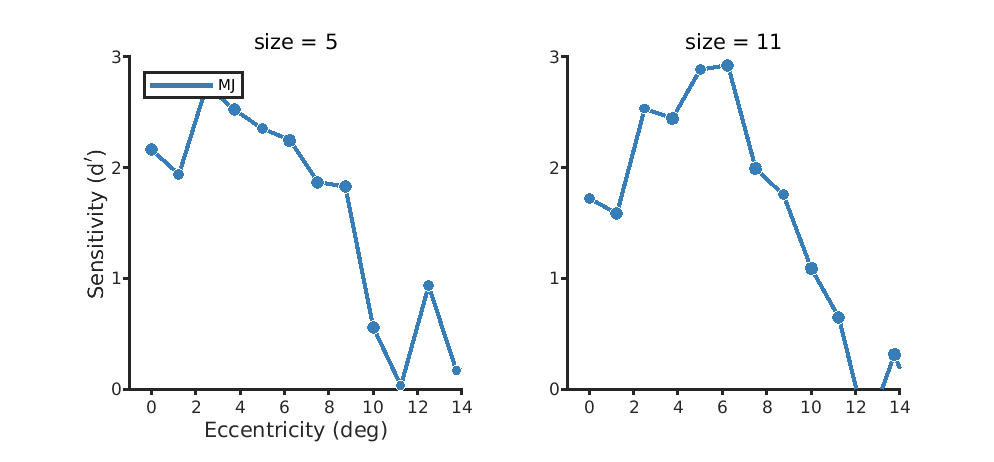 size = 5
MJ
Sensitivity (d′)
3
2
1
0
0 2 4 6 8 10 12 14
Eccentricity (deg)
size = 11
3
2
1
0
0 2 4 6 8 10 12 14